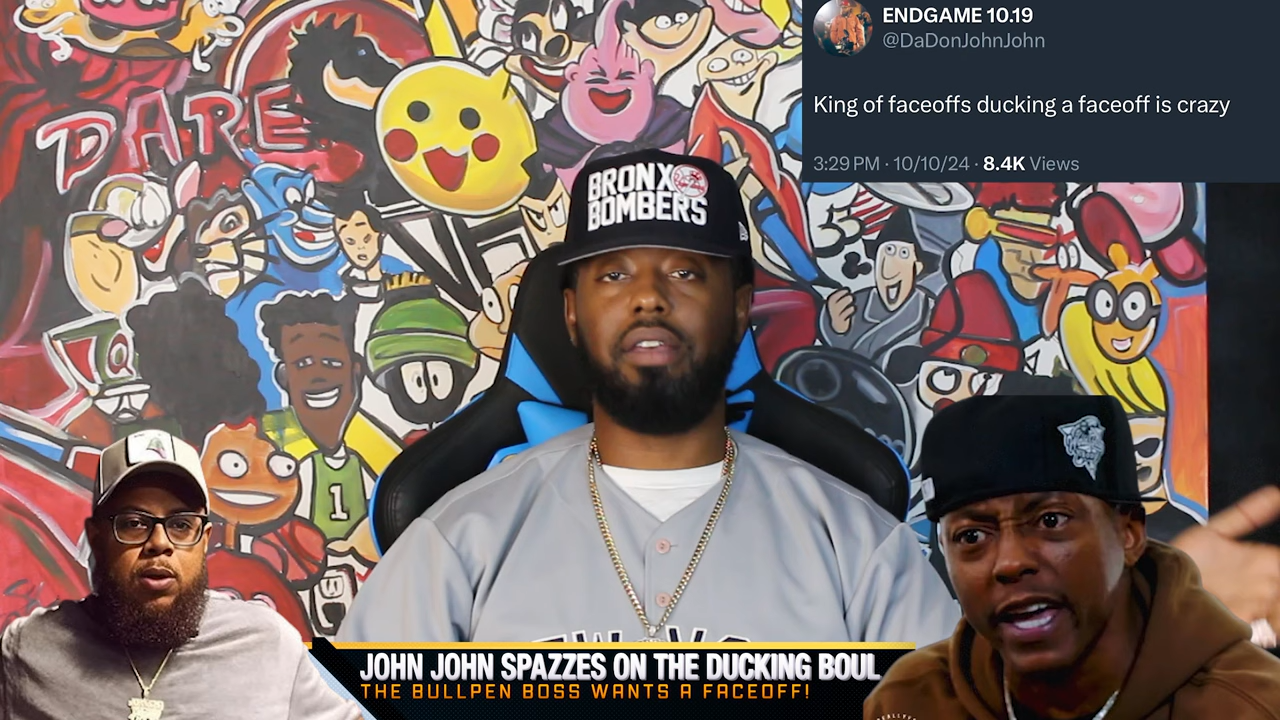 ENDGAME 10.19
@DaDonJohnJohn
King of faceoffs ducking a faceoff is crazy
3:29 PM · 10/10/24 · 8.4K Views
DARE
BRONX
BOMBERS
1
JOHN JOHN SPAZZES ON THE DUCKING BOUL
THE BULLPEN BOSS WANTS A FACEOFF!